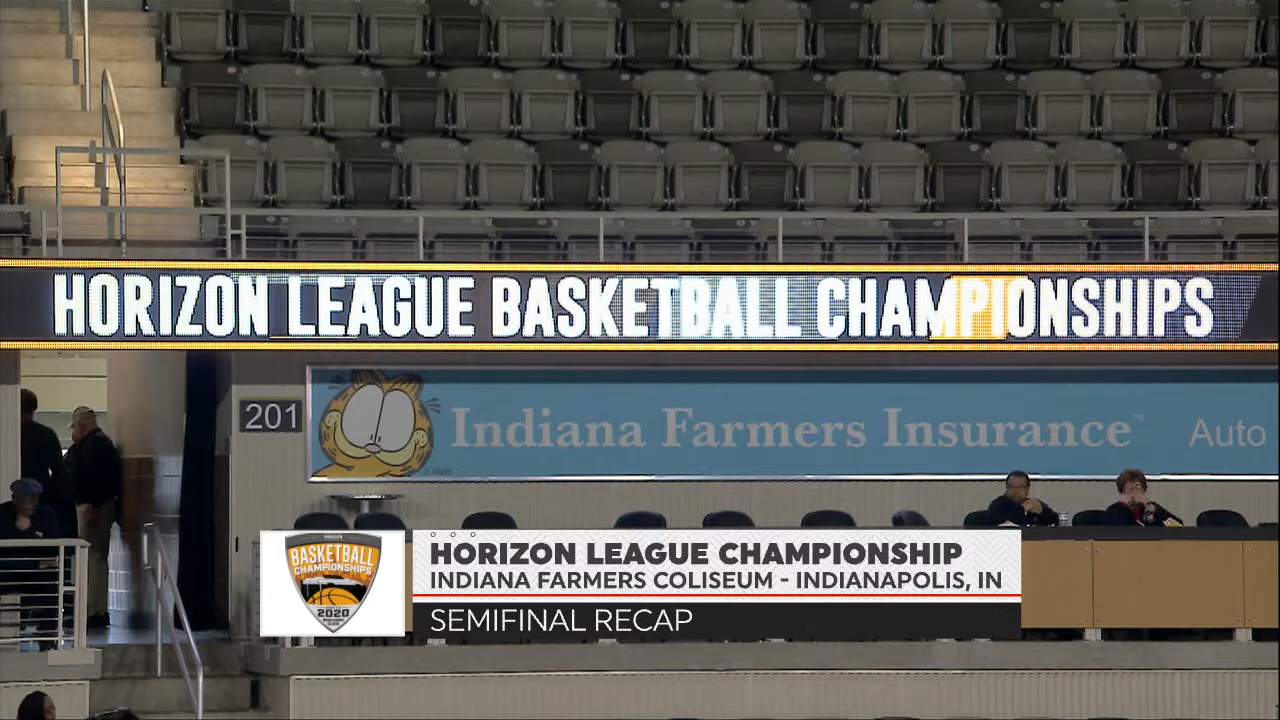 HORIZON LEAGUE BASKETBALL CHAMPIONSHIPS
201
Indiana Farmers Insurance™ Auto
BASKETBALL
CHAMPIONSHIPS
2020
HORIZON LEAGUE CHAMPIONSHIP
INDIANA FARMERS COLISEUM - INDIANAPOLIS, IN
SEMIFINAL RECAP